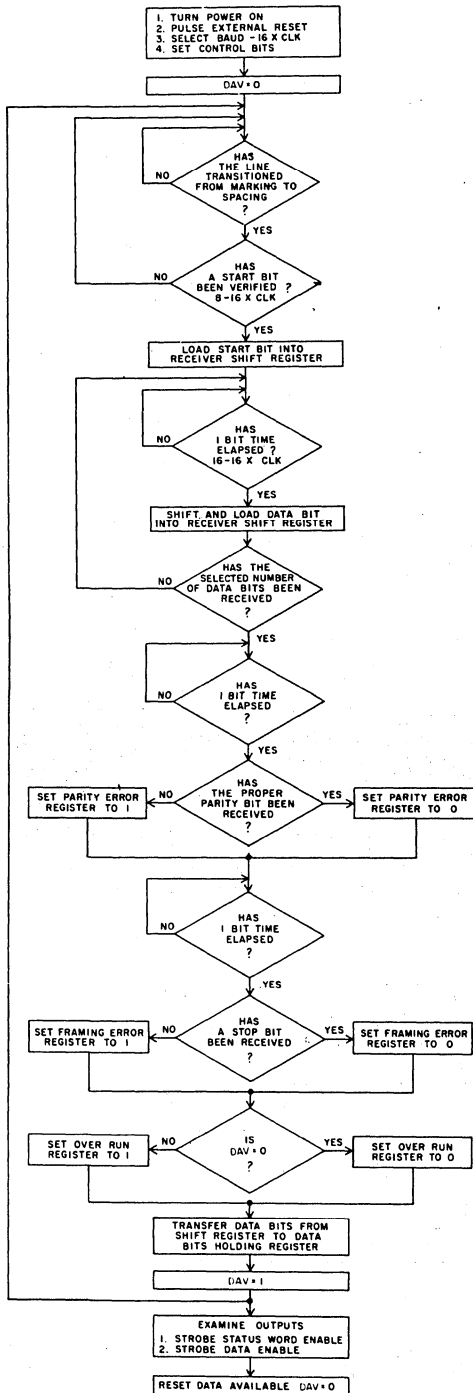 1. TURN POWER ON
2. PULSE EXTERNAL RESET
3. SELECT BAUD - 16 X CLK
4. SET CONTROL BITS
DAV = 0
HAS
THE LINE
TRANSITIONED
FROM MARKING TO
SPACING
?
NO
YES
HAS
A START BIT
BEEN VERIFIED ?
8-16 X CLK
NO
YES
LOAD START BIT INTO
RECEIVER SHIFT REGISTER
HAS
1 BIT TIME
ELAPSED ?
16-16 X CLK
NO
YES
SHIFT AND LOAD DATA BIT
INTO RECEIVER SHIFT REGISTER
HAS THE
SELECTED NUMBER
OF DATA BITS BEEN
RECEIVED
?
NO
YES
HAS
1 BIT TIME
ELAPSED
?
NO
YES
HAS
THE PROPER
PARITY BIT BEEN
RECEIVED
?
NO
YES
SET PARITY ERROR
REGISTER TO 1
SET PARITY ERROR
REGISTER TO 0
HAS
1 BIT TIME
ELAPSED
?
NO
YES
HAS
A STOP BIT
BEEN RECEIVED
?
NO
YES
SET FRAMING ERROR
REGISTER TO 1
SET FRAMING ERROR
REGISTER TO 0
IS
DAV = 0
?
NO
YES
SET OVER RUN
REGISTER TO 1
SET OVER RUN
REGISTER TO 0
TRANSFER DATA BITS FROM
SHIFT REGISTER TO DATA
BITS HOLDING REGISTER
DAV = 1
EXAMINE OUTPUTS
1. STROBE STATUS WORD ENABLE
2. STROBE DATA ENABLE
RESET DATA AVAILABLE DAV = 0